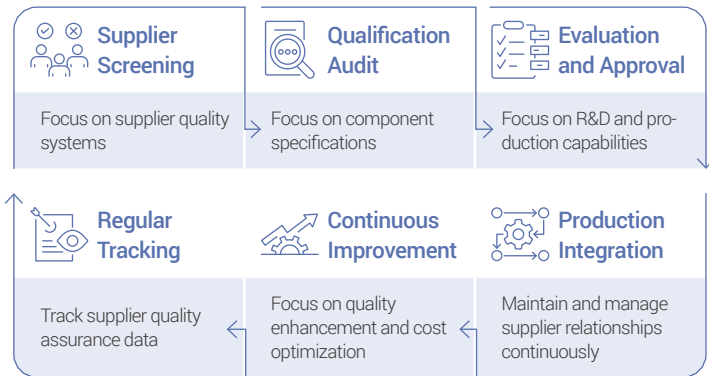 Supplier
Screening
Focus on supplier quality
systems
Qualification
Audit
Focus on component
specifications
Evaluation
and Approval
Focus on R&D and pro-
duction capabilities
Regular
Tracking
Track supplier quality
assurance data
Continuous
Improvement
Focus on quality
enhancement and cost
optimization
Production
Integration
Maintain and manage
supplier relationships
continuously